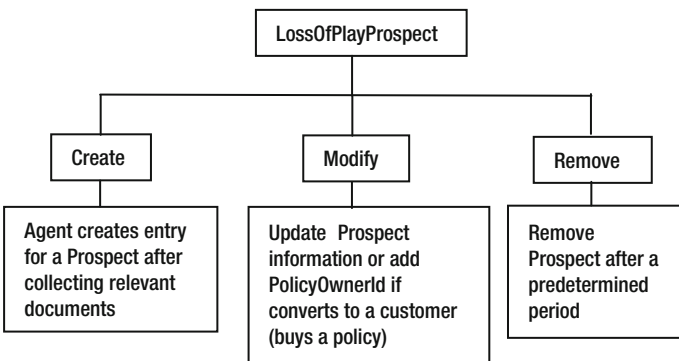 LossOfPlayProspect
Create
Modify
Remove
Agent creates entry
for a Prospect after
collecting relevant
documents
Update Prospect
information or add
PolicyOwnerId if
converts to a customer
(buys a policy)
Remove
Prospect after a
predetermined
period